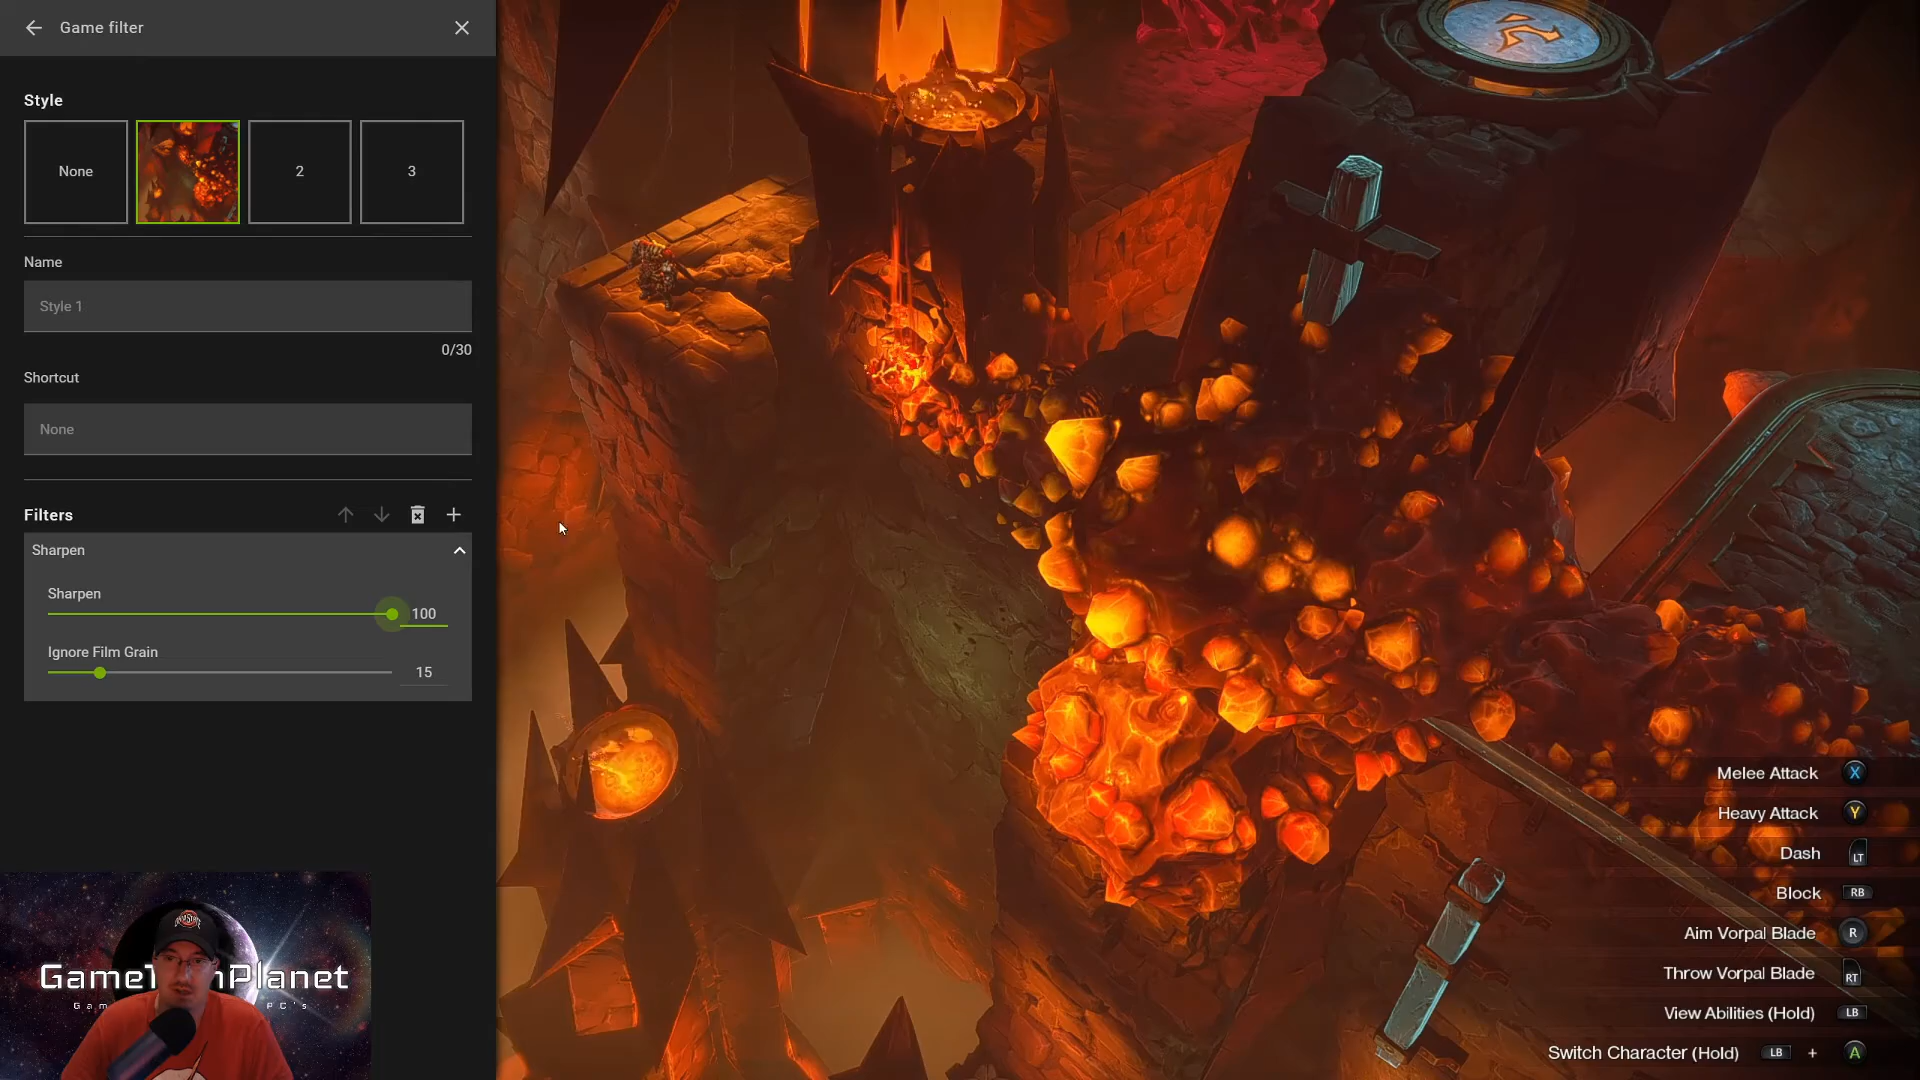 Game filter
Style
None
2
3
Name
Style 1
0/30
Shortcut
None
Filters
Sharpen
Sharpen
100
Ignore Film Grain
15
Melee Attack X
Heavy Attack Y
Dash LT
Block RB
Aim Vorpal Blade R
Throw Vorpal Blade RT
View Abilities (Hold) LB
Switch Character (Hold) LB + A